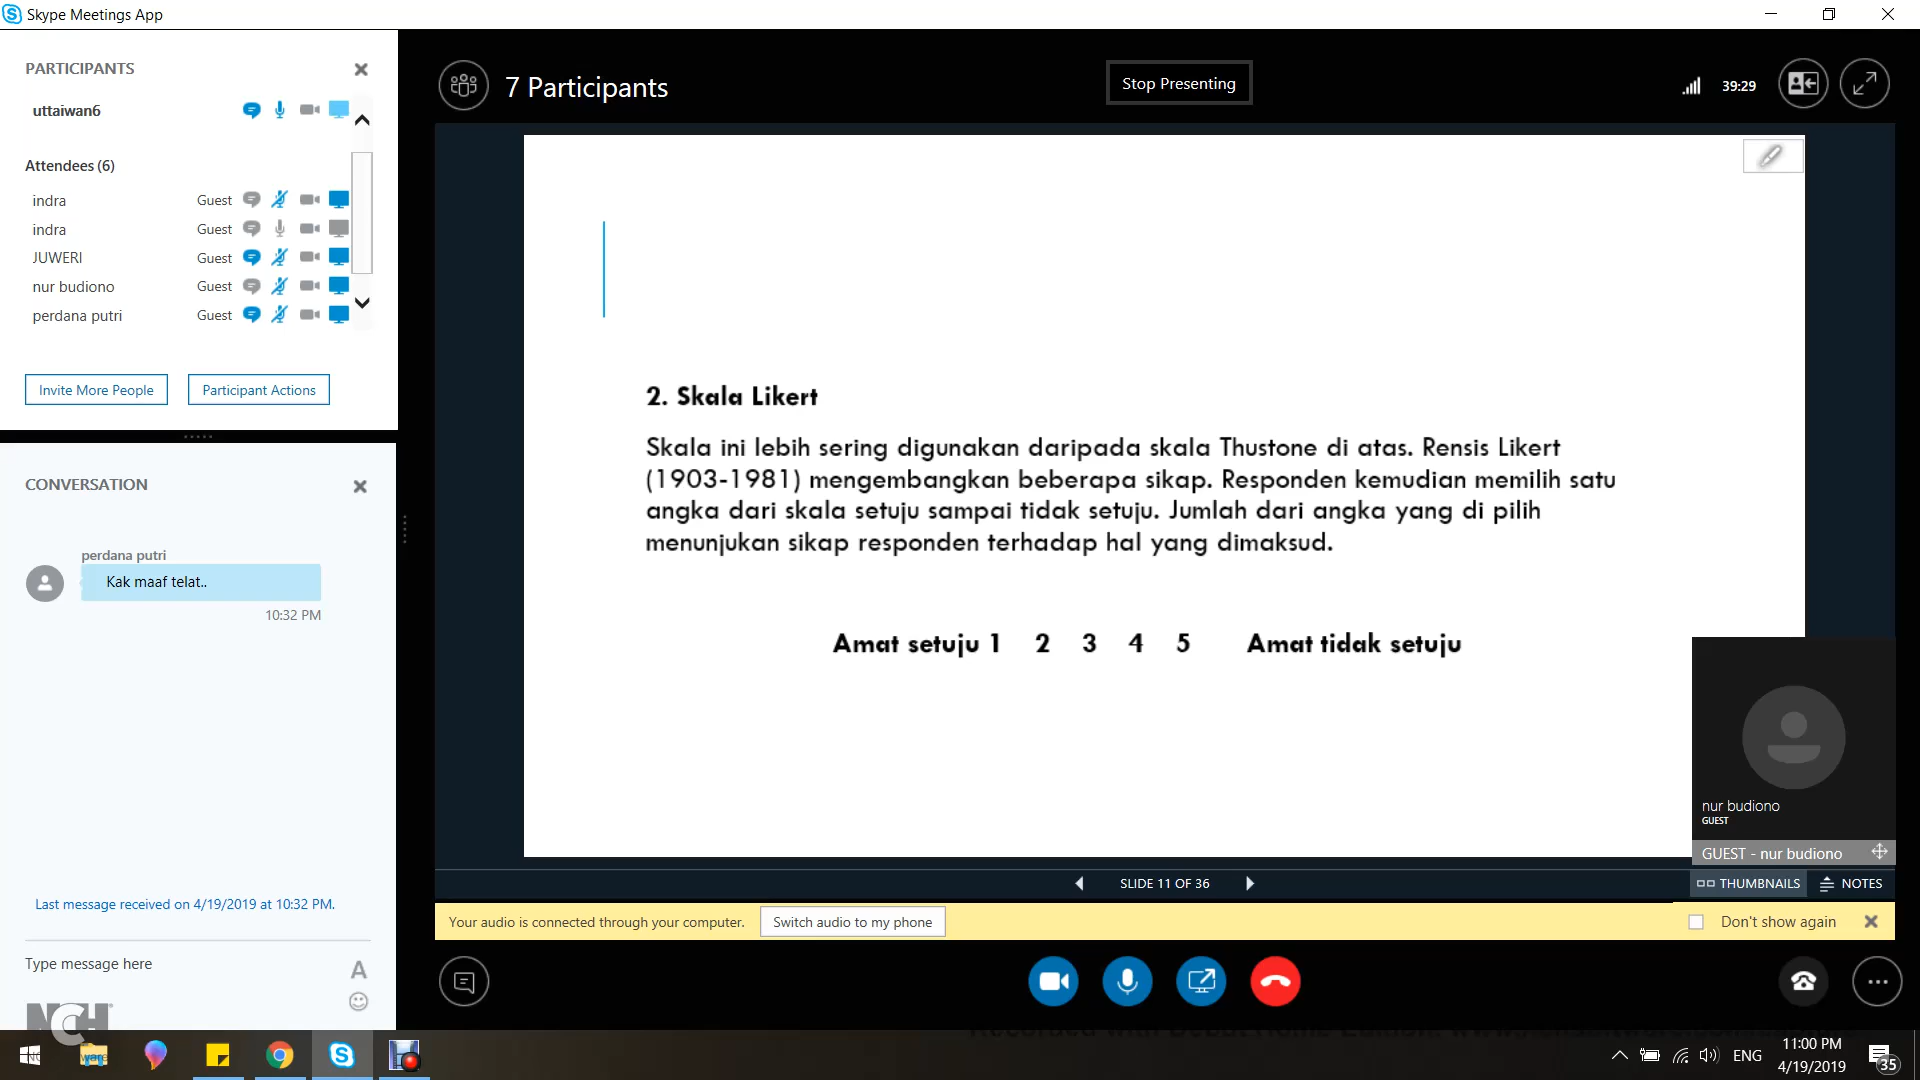 Skype Meetings App
PARTICIPANTS
uttaiwan6
Attendees (6)
indra Guest
indra Guest
JUWERI Guest
nur budiono Guest
perdana putri Guest
Invite More People Participant Actions
CONVERSATION
perdana putri
Kak maaf telat..
10:32 PM
Last message received on 4/19/2019 at 10:32 PM.
Type message here
A
NCH
7 Participants
Stop Presenting
39:29
2. Skala Likert
Skala ini lebih sering digunakan daripada skala Thustone di atas. Rensis Likert
(1903-1981) mengembangkan beberapa sikap. Responden kemudian memilih satu
angka dari skala setuju sampai tidak setuju. Jumlah dari angka yang di pilih
menunjukan sikap responden terhadap hal yang dimaksud.
Amat setuju 1 2 3 4 5 Amat tidak setuju
nur budiono
GUEST
GUEST - nur budiono
SLIDE 11 OF 36
THUMBNAILS NOTES
Your audio is connected through your computer. Switch audio to my phone
Don't show again
ENG
11:00 PM
4/19/2019
35